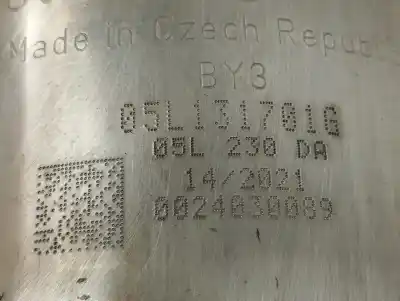 Made in Czech Repub
BY3
05L131701G
05L 230 DA
14/2021
0024030089